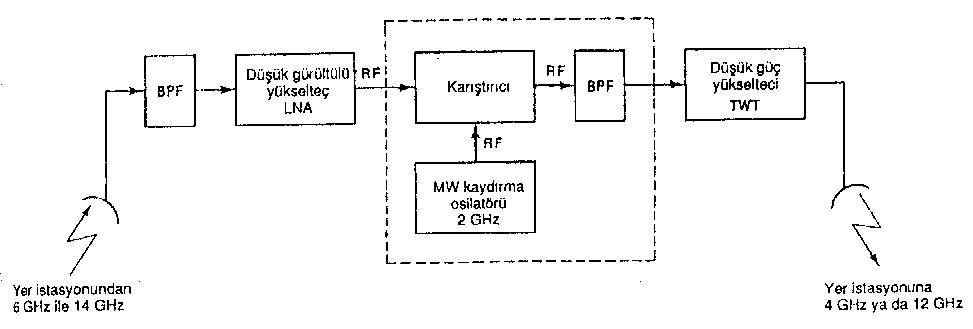 BPF
Düşük gürültülü
yükselteç
LNA
RF
Karıştırıcı
RF
BPF
Düşük güç
yükselteci
TWT
RF
MW kaydırma
osilatörü
2 GHz
Yer istasyonundan
6 GHz ile 14 GHz
Yer istasyonuna
4 GHz ya da 12 GHz